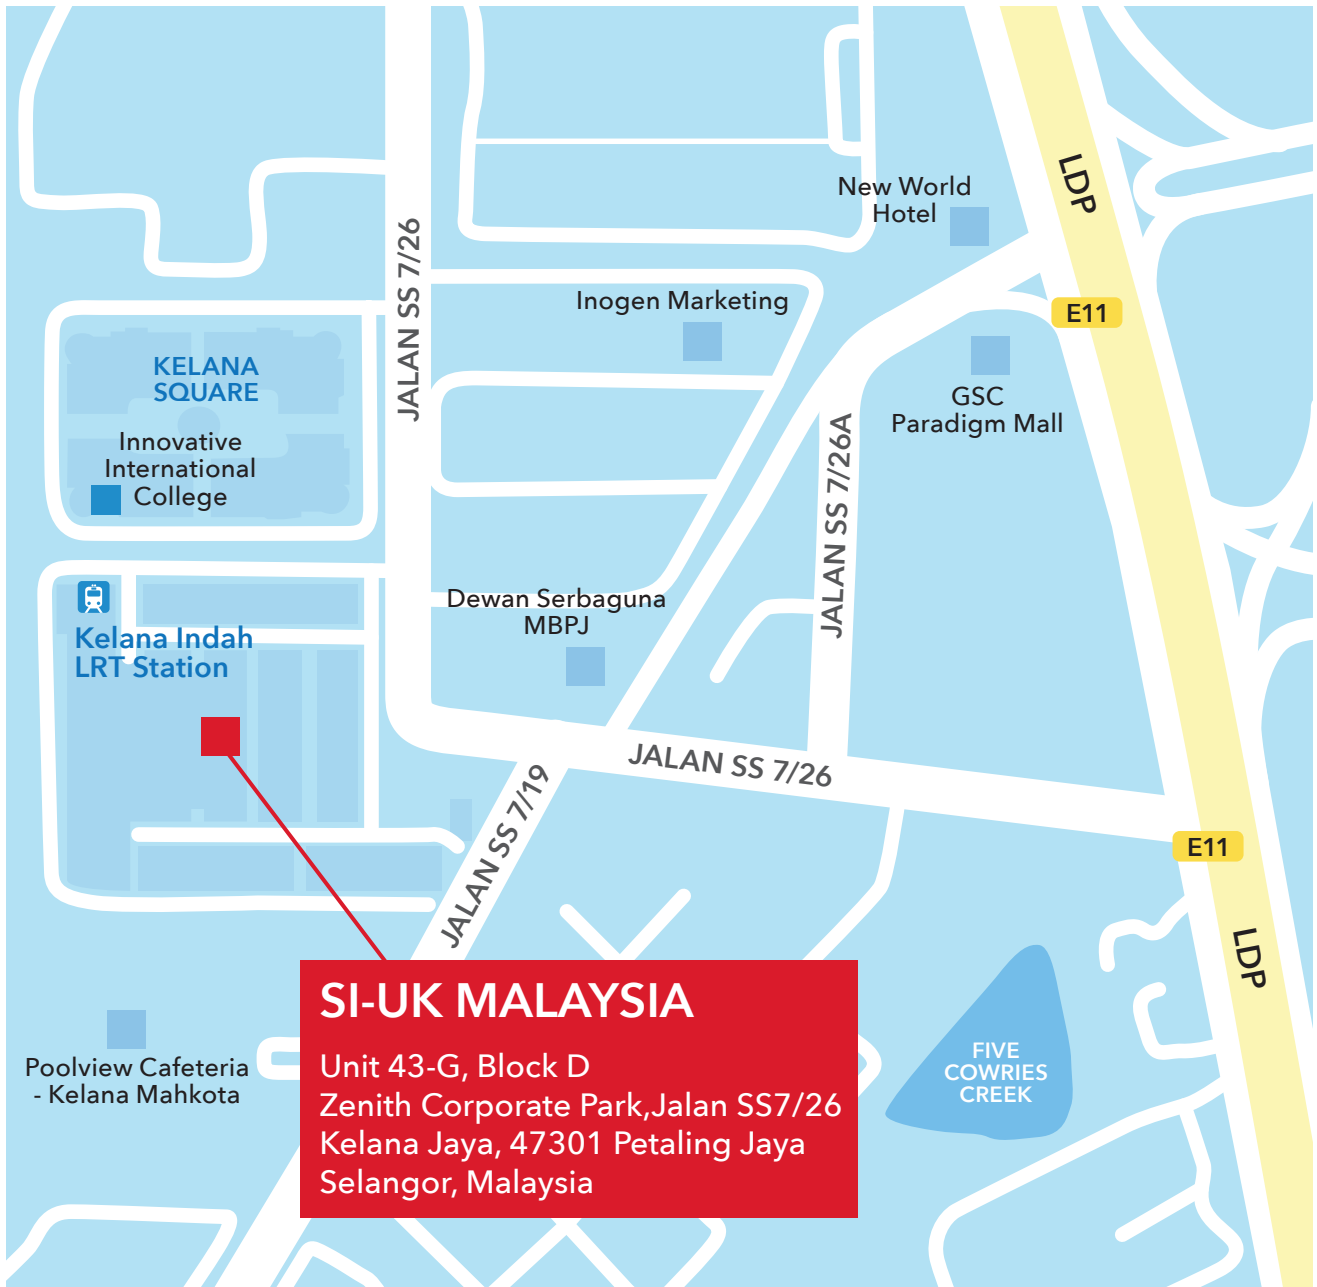 LDP
New World
Hotel
JALAN SS 7/26
Inogen Marketing
E11
KELANA
SQUARE
GSC
Paradigm Mall
Innovative
International
College
JALAN SS 7/26A
Dewan Serbaguna
MBPJ
Kelana Indah
LRT Station
JALAN SS 7/26
JALAN SS 7/19
E11
LDP
SI-UK MALAYSIA
Unit 43-G, Block D
Zenith Corporate Park,Jalan SS7/26
Kelana Jaya, 47301 Petaling Jaya
Selangor, Malaysia
Poolview Cafeteria
- Kelana Mahkota
FIVE
COWRIES
CREEK